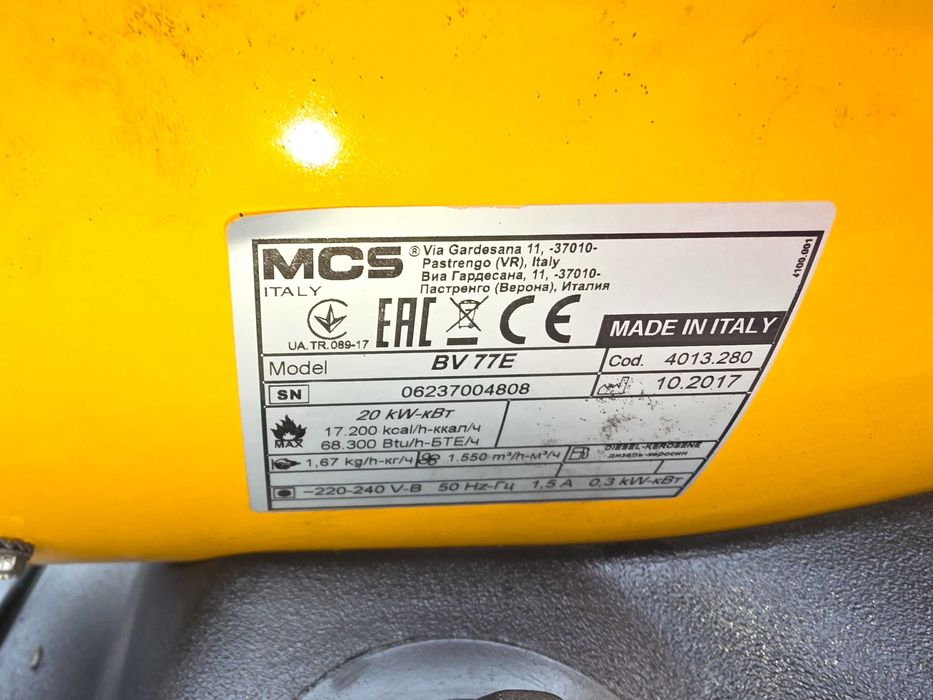 MCS ® Via Gardesana 11, -37010-
Pastrengo (VR), Italy
Виа Гардесана, 11, -37010-
Пастренго (Верона), Италия
ITALY
4100.001
UA.TR.089-17
EAC CE
MADE IN ITALY
Model BV 77E Cod. 4013.280
SN 06237004808 10.2017
MAX
20 kW-кВт
17.200 kcal/h-ккал/ч
68.300 Btu/h-БТЕ/ч
1,67 kg/h-кг/ч 1.550 m³/h-м³/ч DIESEL-KEROSENE
дизель-керосин
~220-240 V-В 50 Hz-Гц 1,5 A 0,3 kW-кВт